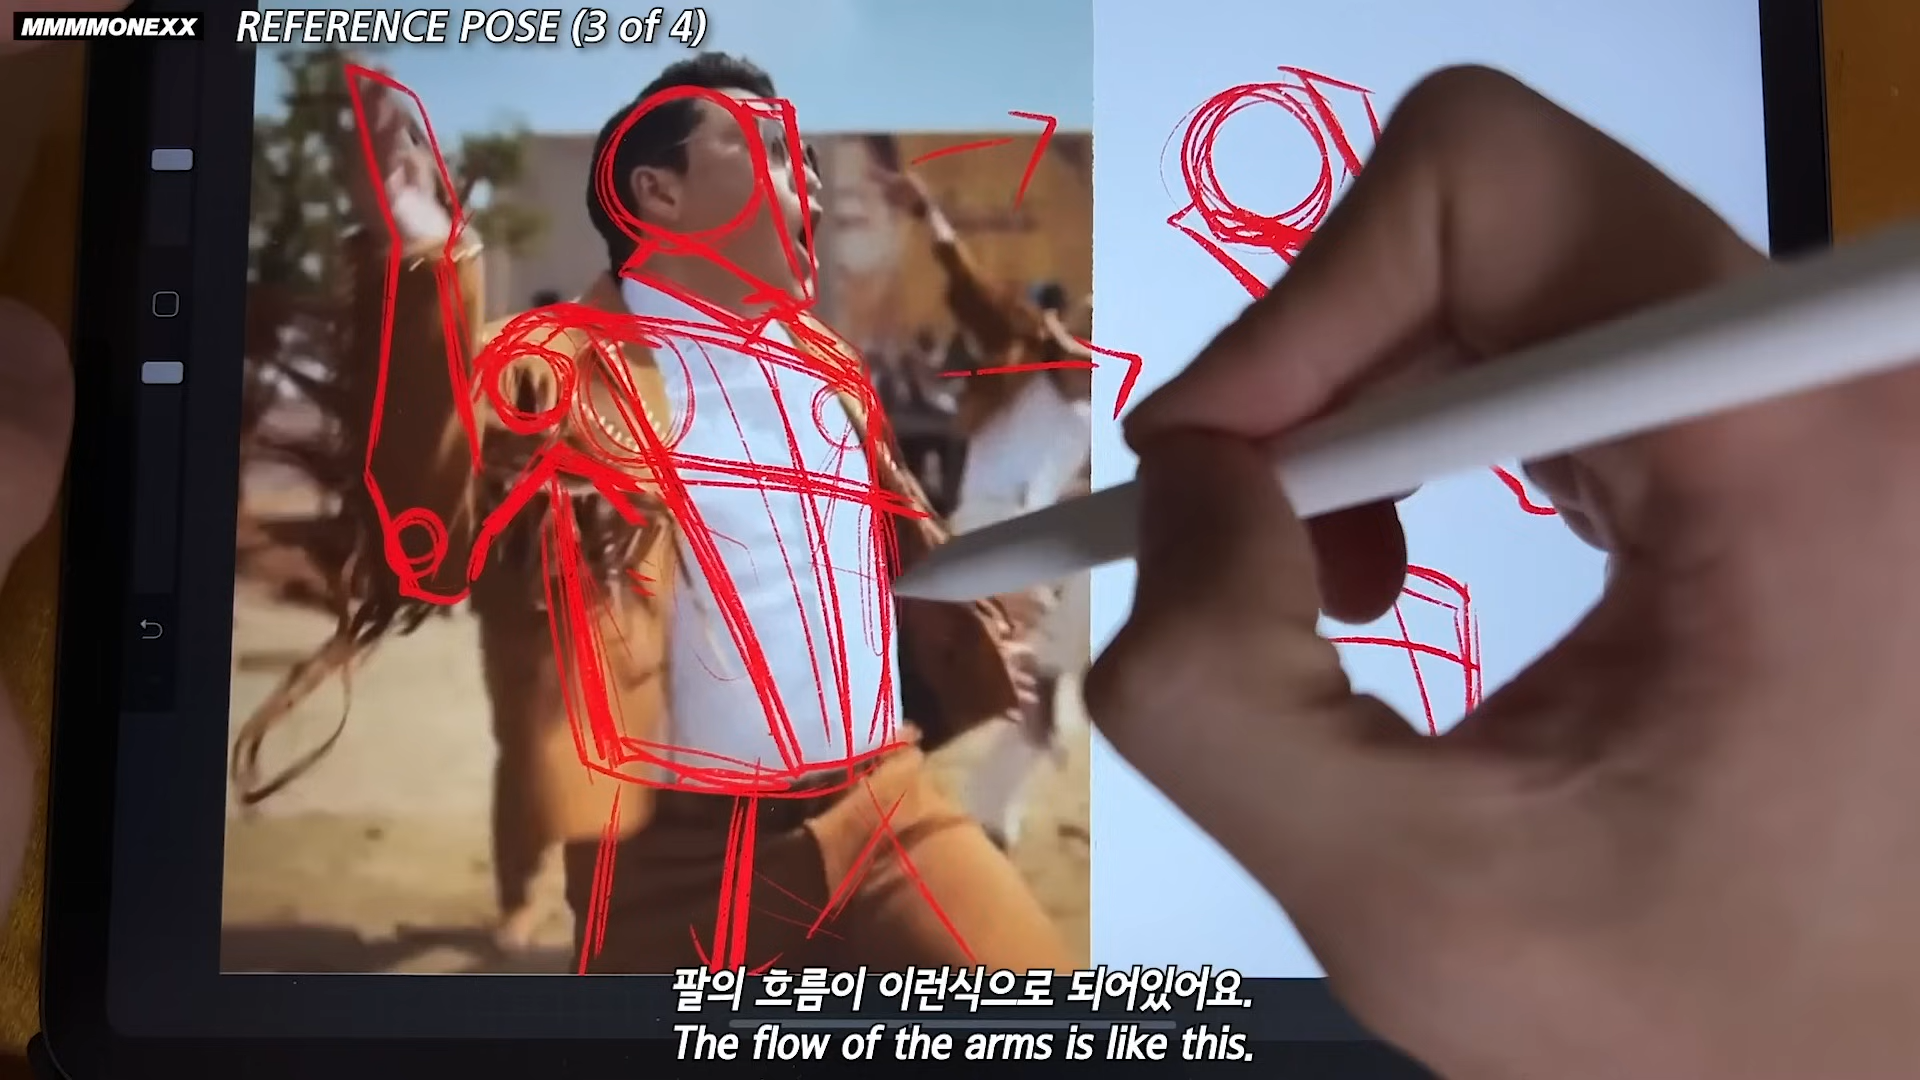 MMMMONEXX
REFERENCE POSE (3 of 4)
팔의 흐름이 이런식으로 되어있어요.
The flow of the arms is like this.